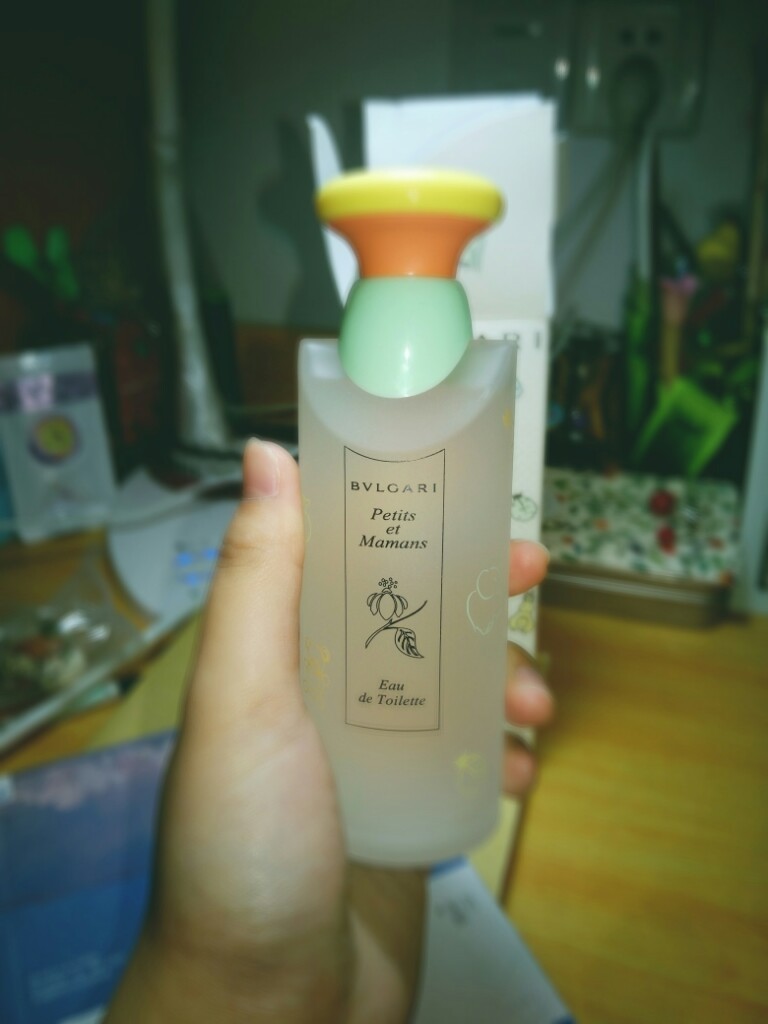 BVLGARI
Petits
et
Mamans
Eau
de Toilette